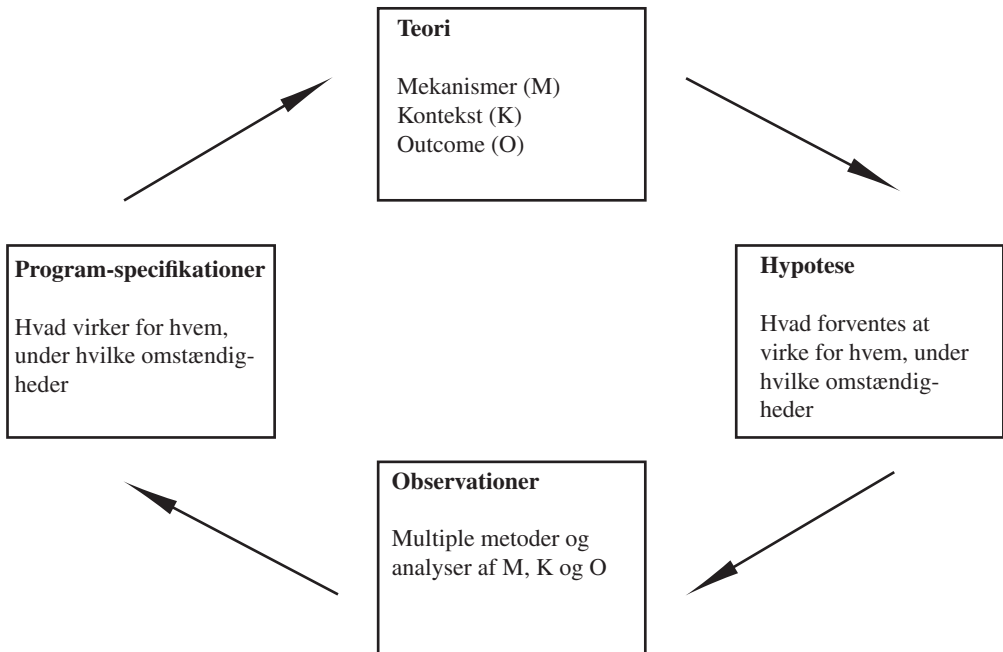 Teori
Mekanismer (M)
Kontekst (K)
Outcome (O)
Hypotese
Hvad forventes at
virke for hvem, under
hvilke omstændig-
heder
Observationer
Multiple metoder og
analyser af M, K og O
Program-specifikationer
Hvad virker for hvem,
under hvilke omstændig-
heder